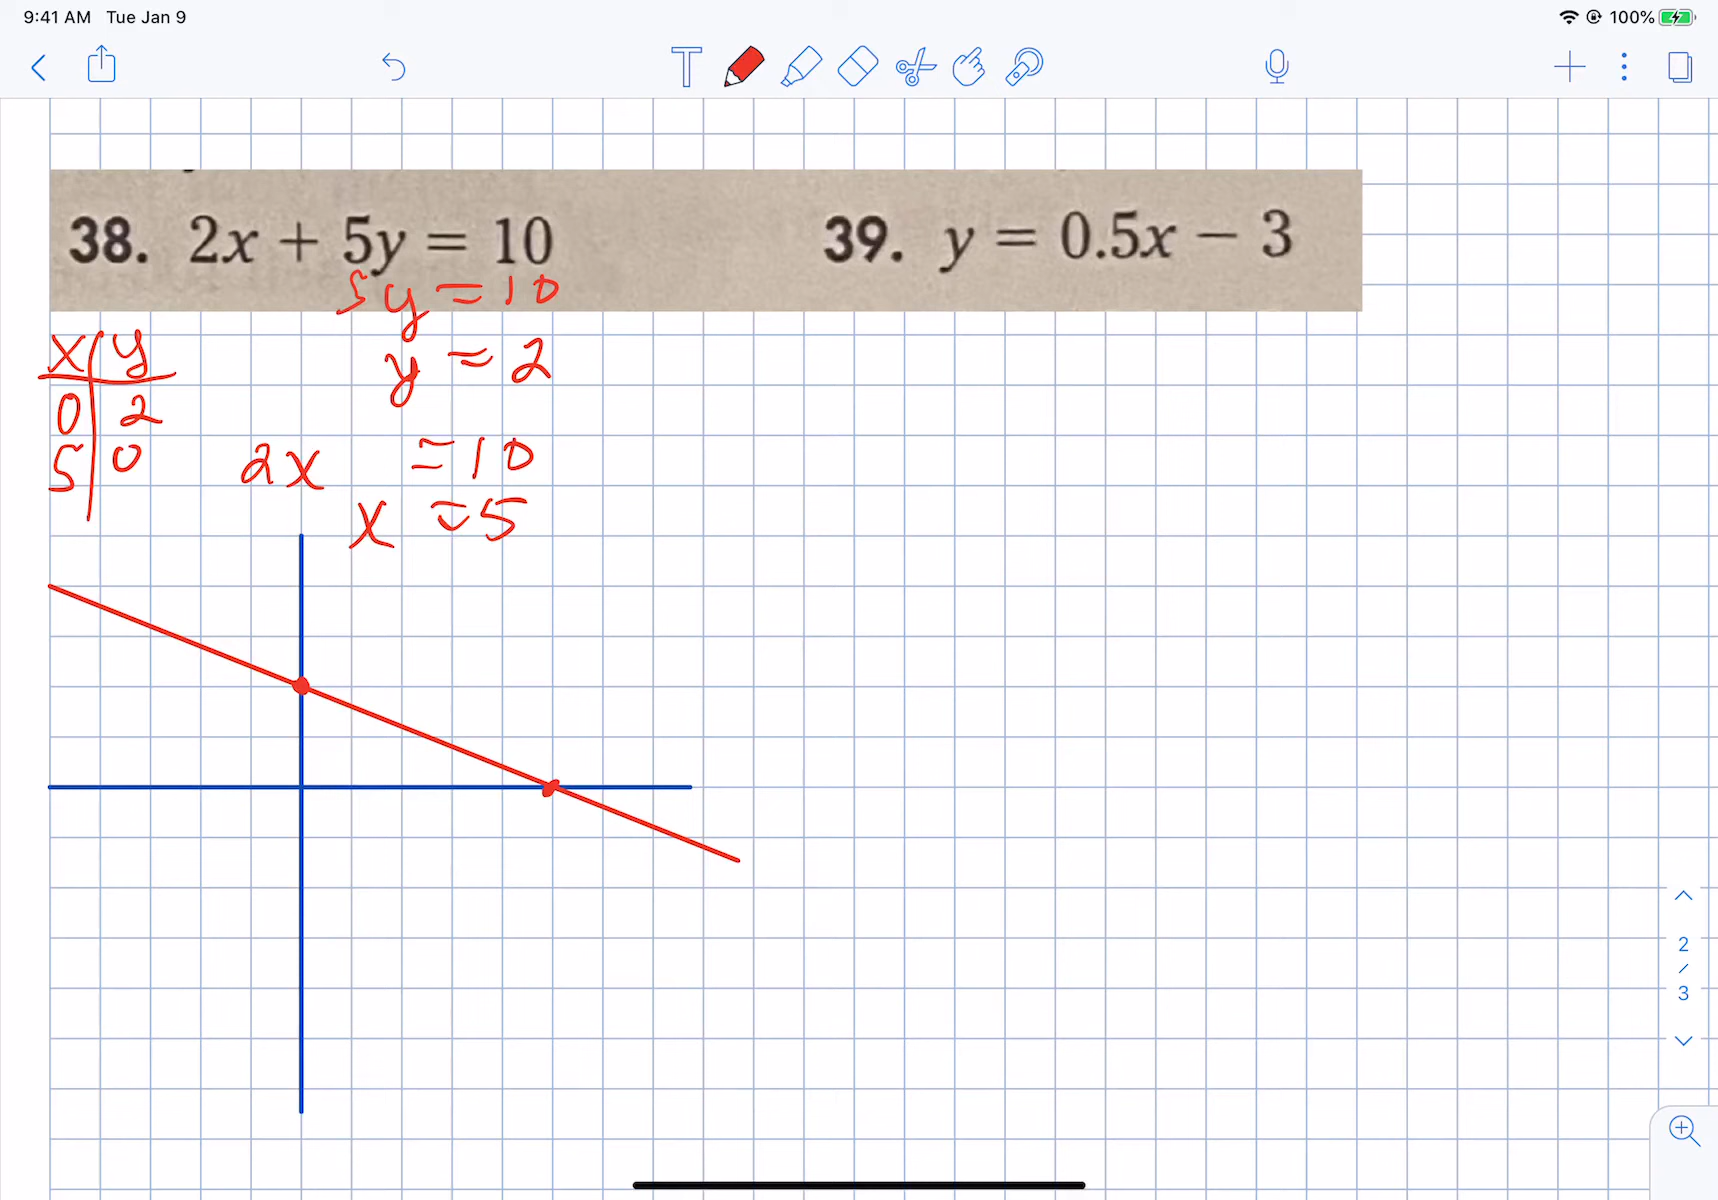 9:41 AM Tue Jan 9
100%
T
38. 2x + 5y = 10
39. y = 0.5x − 3
5y = 10
y = 2
x y
0 2
5 0
2x = 10
x = 5
2
/
3